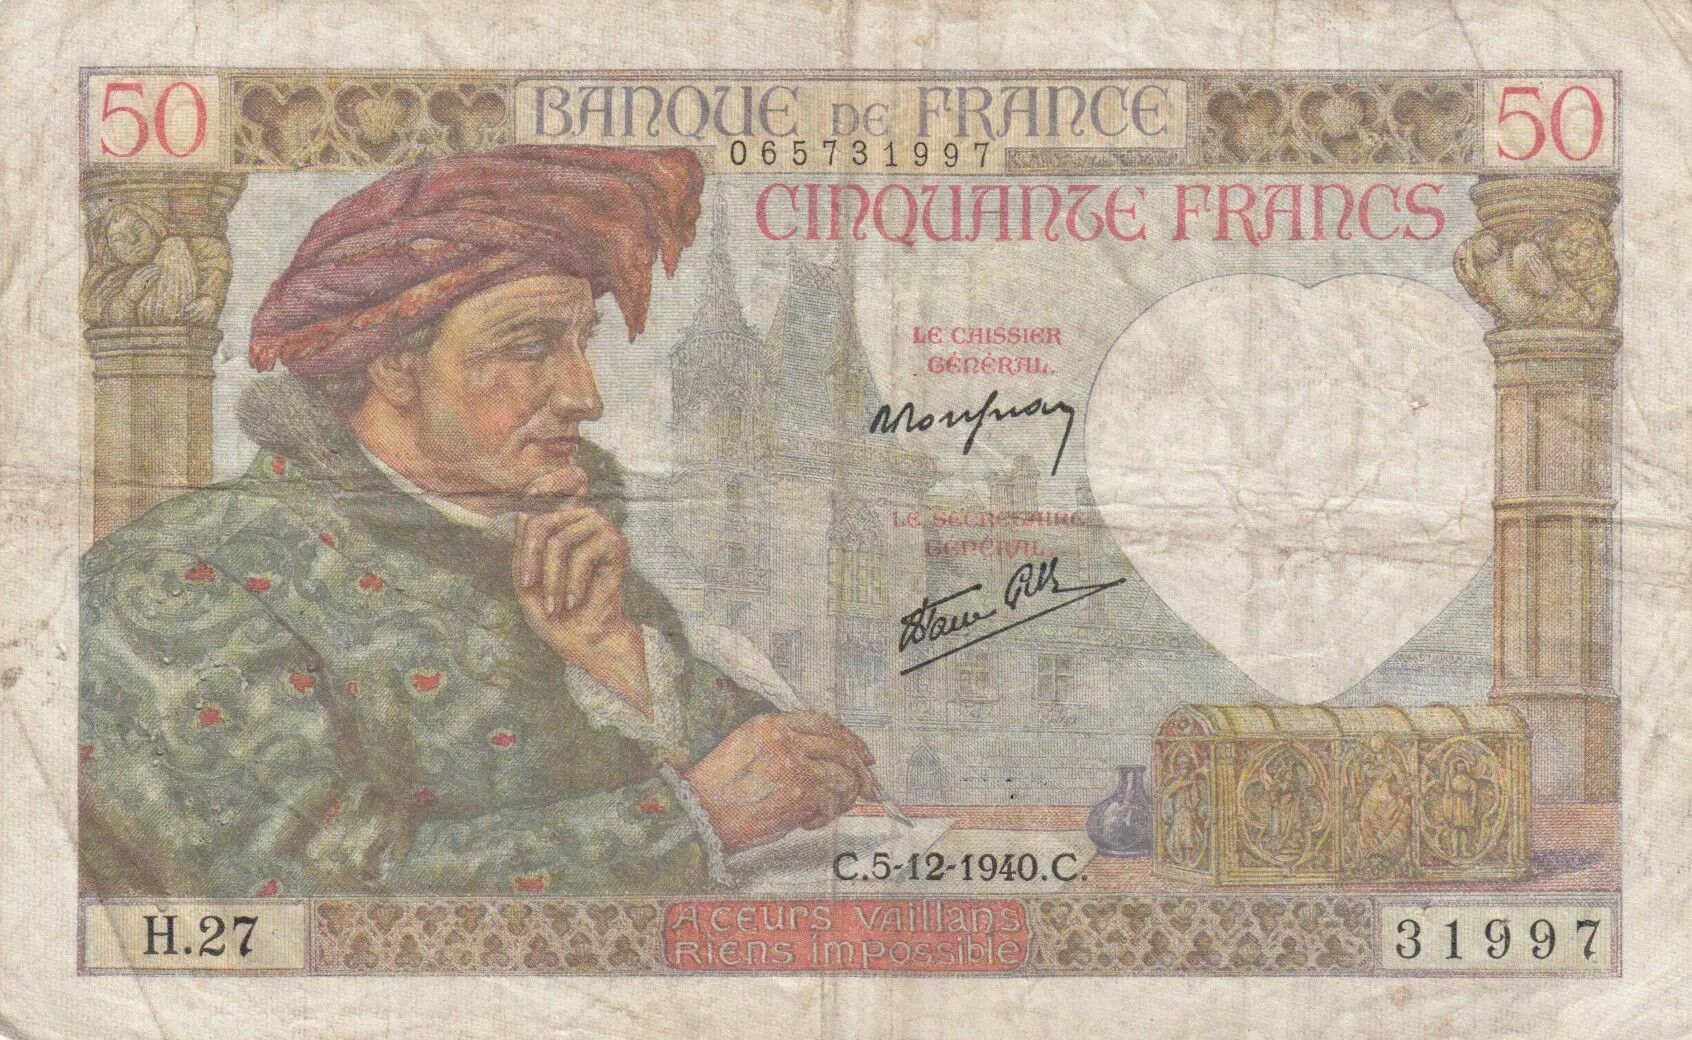 50 BANQUE DE FRANCE 50
065731997
CINQUANTE FRANCS
LE CAISSIER
GÉNÉRAL.
LE SECRÉTAIRE
GÉNÉRAL.
C.5-12-1940.C.
H.27
A CŒURS VAILLANS
RIENS IMPOSSIBLE
31997